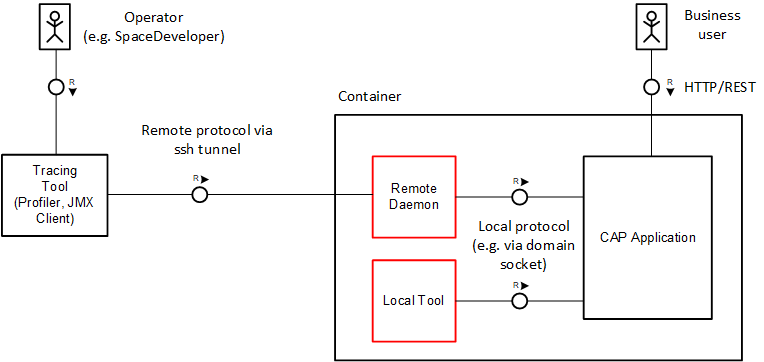 Operator
(e.g. SpaceDeveloper)
Business
user
R
R
HTTP/REST
Container
Remote protocol via
ssh tunnel
Tracing
Tool
(Profiler, JMX
Client)
R
Remote
Daemon
R
Local protocol
(e.g. via domain
socket)
CAP Application
Local Tool
R